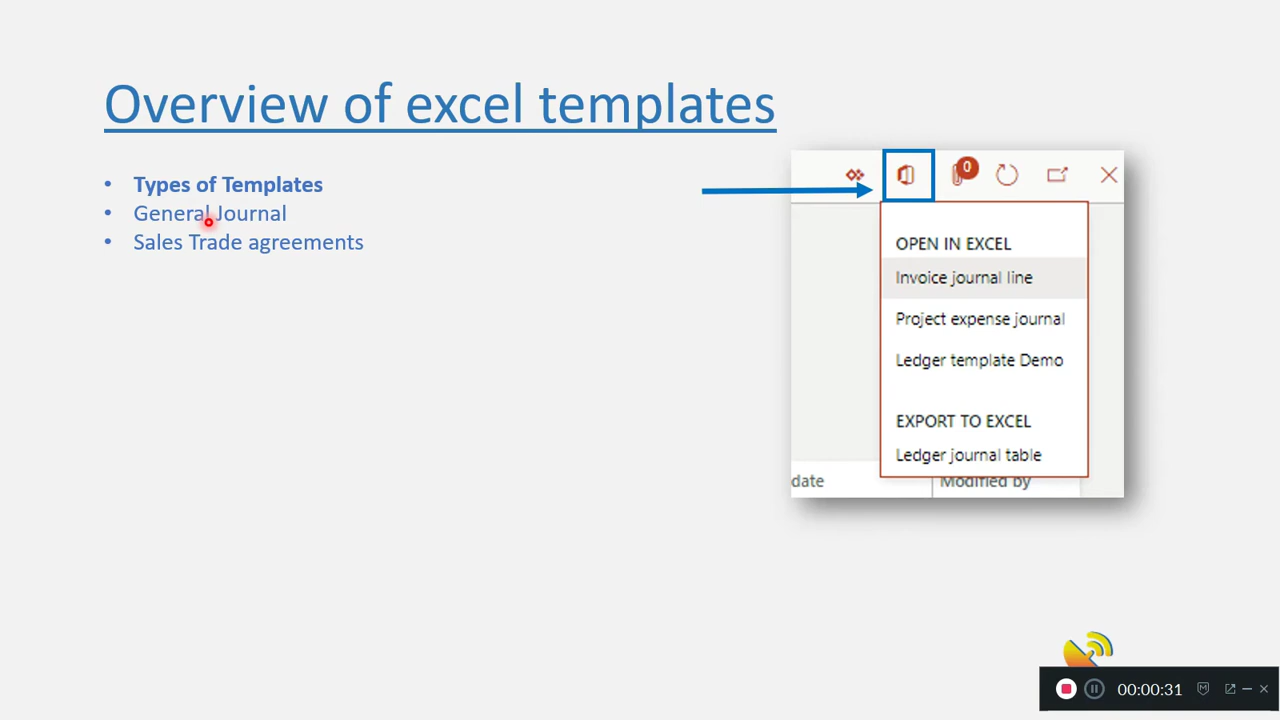 Overview of excel templates
• Types of Templates
• General Journal
• Sales Trade agreements
0
OPEN IN EXCEL
Invoice journal line
Project expense journal
Ledger template Demo
EXPORT TO EXCEL
Ledger journal table
date
Modified by
00:00:31